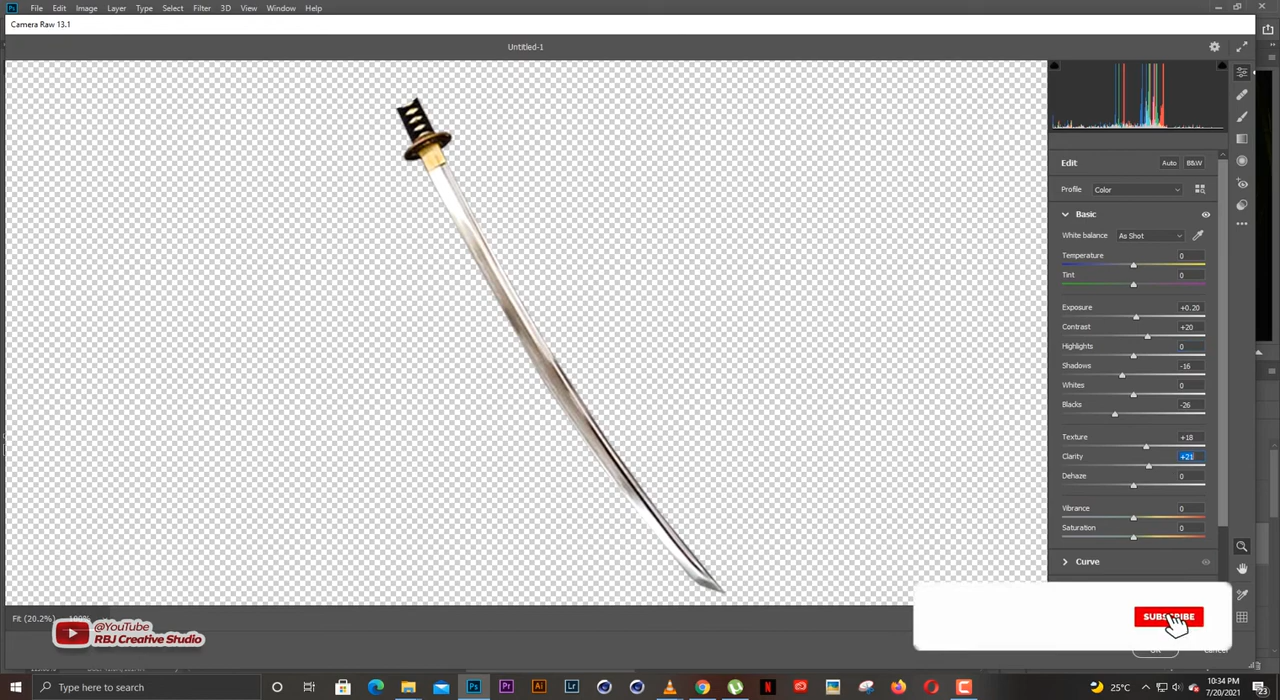 File Edit Image Layer Type Select Filter 3D View Window Help
Camera Raw 13.1
Untitled-1
Edit Auto B&W
Profile Color
Basic
White balance As Shot
Temperature 0
Tint 0
Exposure +0.20
Contrast +20
Highlights 0
Shadows -16
Whites 0
Blacks -26
Texture +18
Clarity +21
Dehaze 0
Vibrance 0
Saturation 0
Curve
SUBSCRIBE
Fit (20.2%) 100%
@YouTube
RBJ Creative Studio
Cancel
Type here to search
25°C
10:34 PM
7/20/2021
23